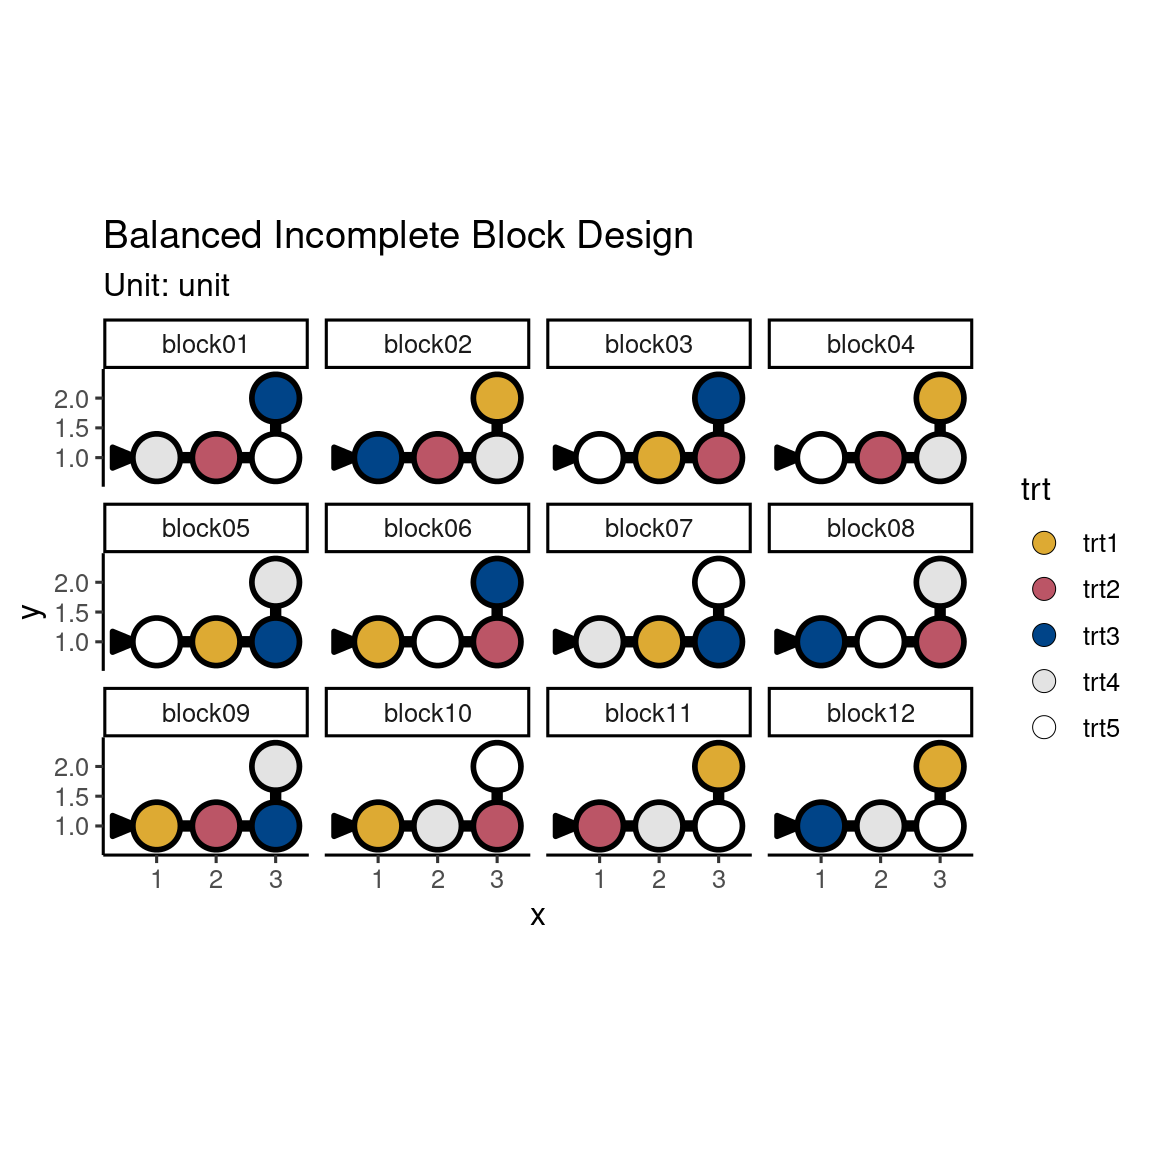 Balanced Incomplete Block Design
Unit: unit
block01 block02 block03 block04
2.0
1.5
1.0
block05 block06 block07 block08
2.0
1.5
1.0
block09 block10 block11 block12
2.0
1.5
1.0
1 2 3 1 2 3 1 2 3 1 2 3
x
y
trt
trt1
trt2
trt3
trt4
trt5